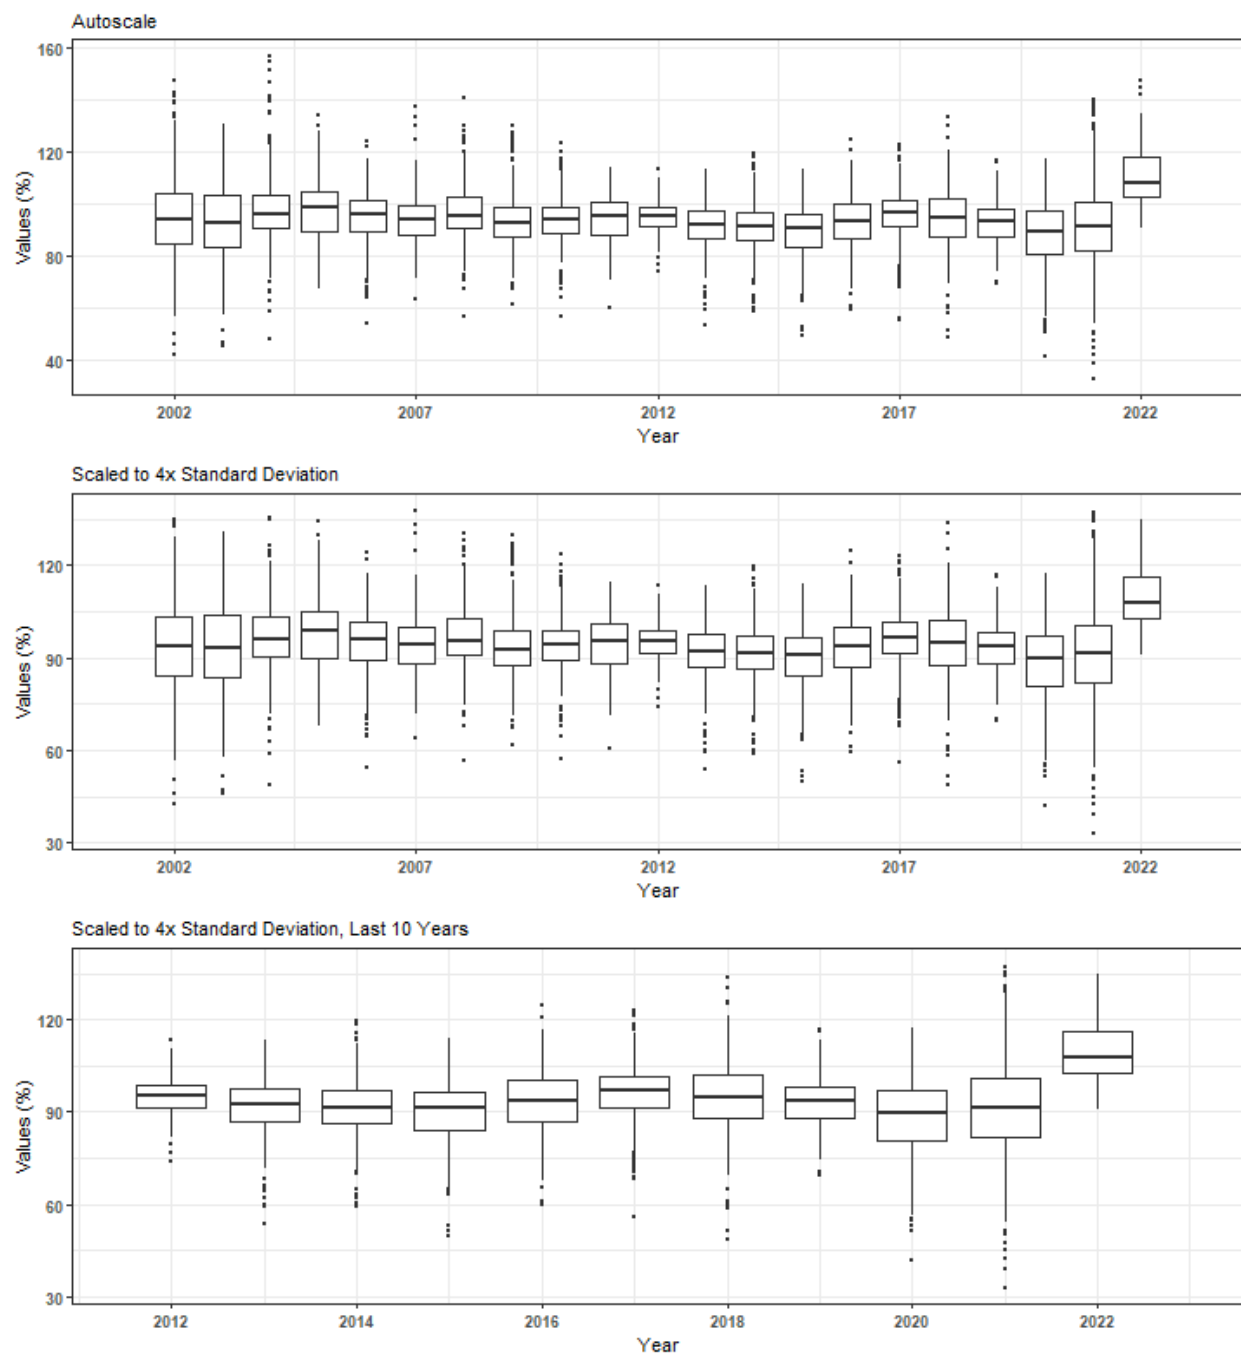 Autoscale
160
120
80
40
Values (%)
2002 2007 2012 2017 2022
Year
Scaled to 4x Standard Deviation
120
90
60
30
Values (%)
2002 2007 2012 2017 2022
Year
Scaled to 4x Standard Deviation, Last 10 Years
120
90
60
30
Values (%)
2012 2014 2016 2018 2020 2022
Year